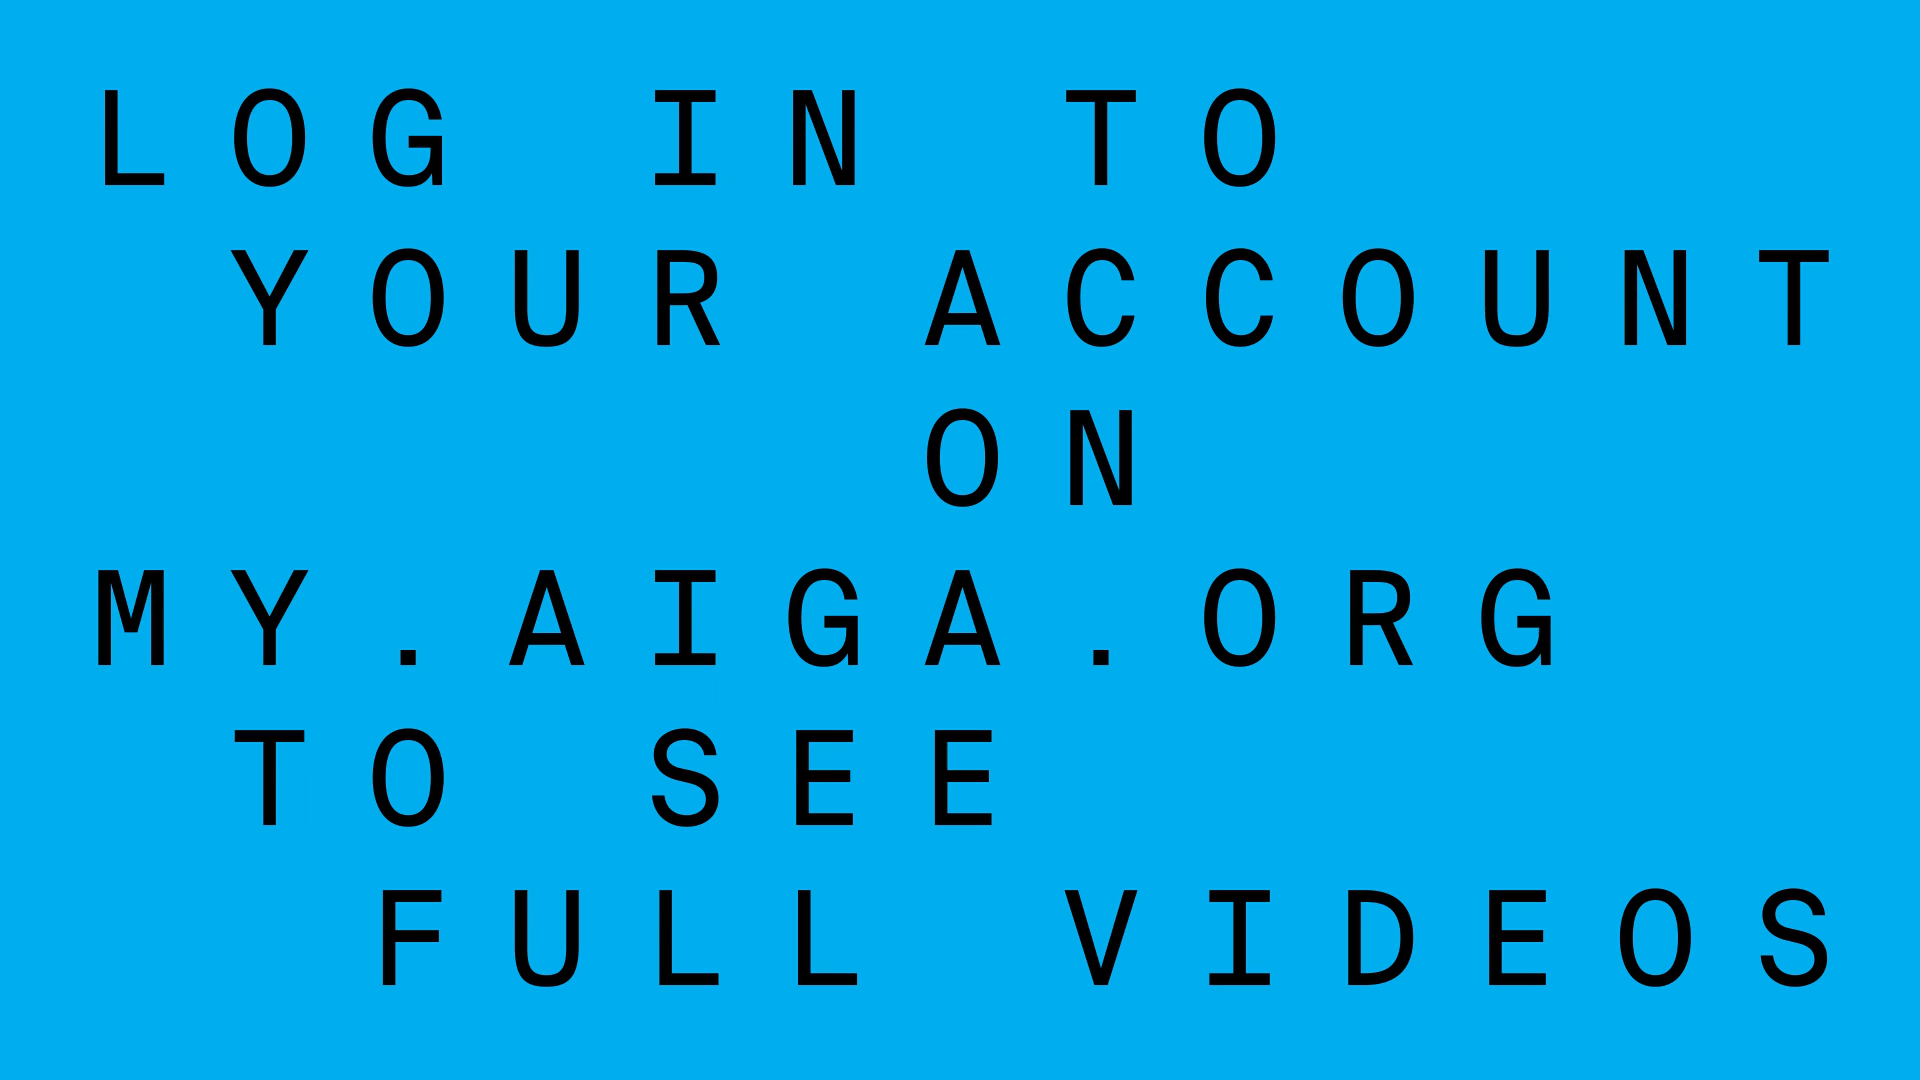 LOG IN TO
YOUR ACCOUNT
ON
MY.AIGA.ORG
TO SEE
FULL VIDEOS